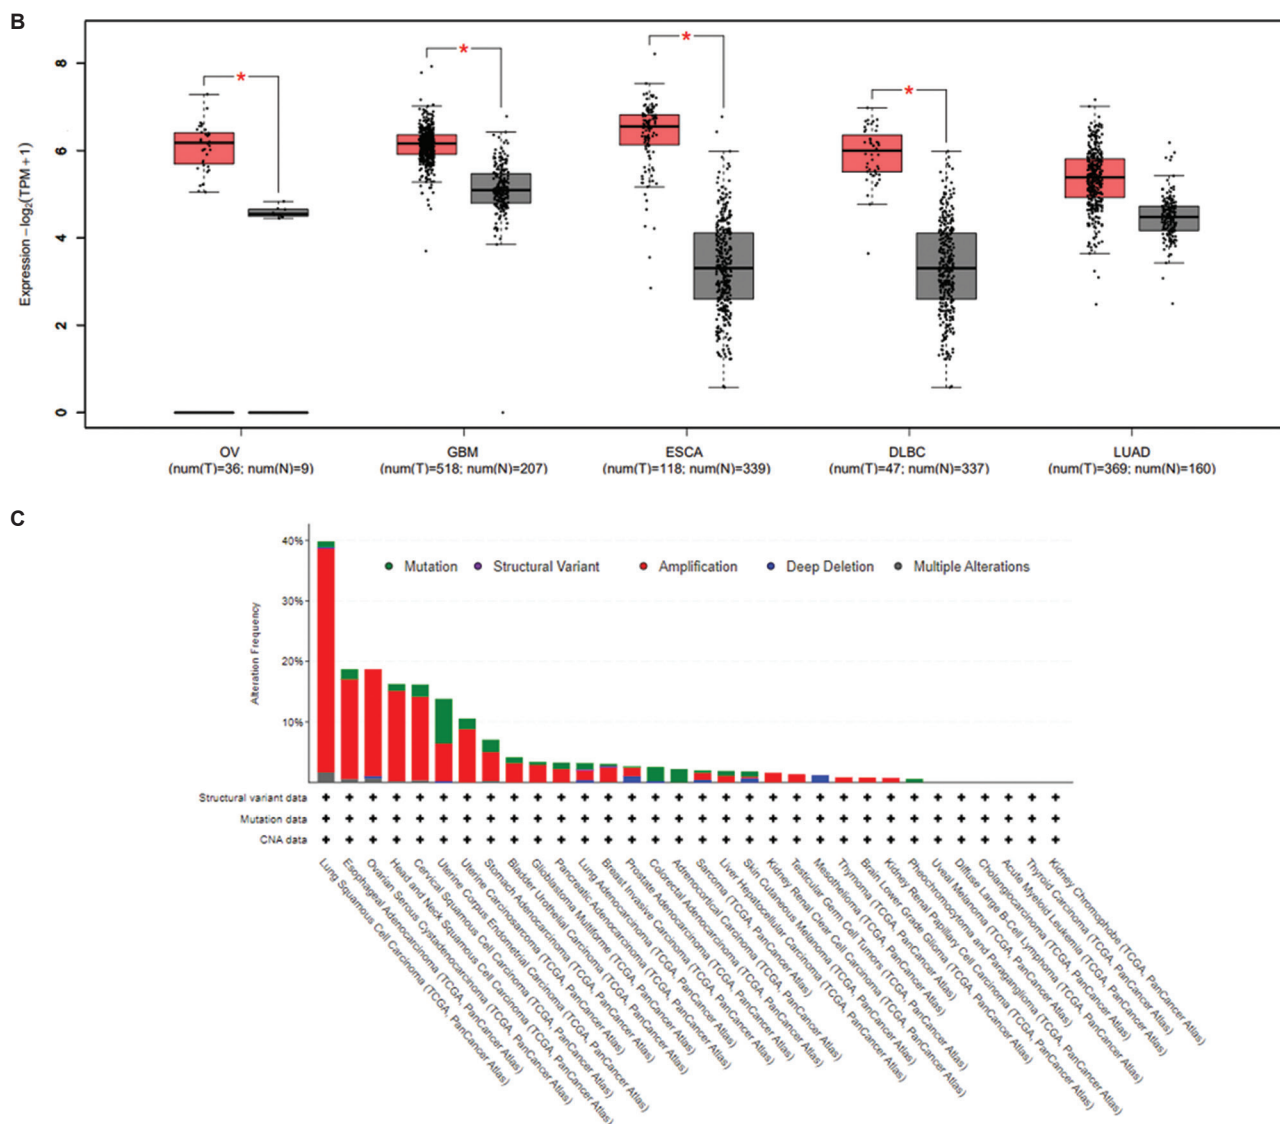 B
Expression – log2(TPM + 1)
8
6
4
2
0
*
*
*
*
OV
(num(T)=36; num(N)=9)
GBM
(num(T)=518; num(N)=207)
ESCA
(num(T)=118; num(N)=339)
DLBC
(num(T)=47; num(N)=337)
LUAD
(num(T)=369; num(N)=160)
C
Alteration Frequency
40%
30%
20%
10%
Mutation
Structural Variant
Amplification
Deep Deletion
Multiple Alterations
Structural variant data
Mutation data
CNA data
Lung Squamous Cell Carcinoma (TCGA, PanCancer Atlas)
Esophageal Adenocarcinoma (TCGA, PanCancer Atlas)
Ovarian Serous Cystadenocarcinoma (TCGA, PanCancer Atlas)
Head and Neck Squamous Cell Carcinoma (TCGA, PanCancer Atlas)
Cervical Squamous Cell Carcinoma (TCGA, PanCancer Atlas)
Uterine Corpus Endometrial Carcinoma (TCGA, PanCancer Atlas)
Uterine Carcinosarcoma (TCGA, PanCancer Atlas)
Stomach Adenocarcinoma (TCGA, PanCancer Atlas)
Bladder Urothelial Carcinoma (TCGA, PanCancer Atlas)
Glioblastoma Multiforme (TCGA, PanCancer Atlas)
Pancreatic Adenocarcinoma (TCGA, PanCancer Atlas)
Lung Adenocarcinoma (TCGA, PanCancer Atlas)
Breast Invasive Carcinoma (TCGA, PanCancer Atlas)
Prostate Adenocarcinoma (TCGA, PanCancer Atlas)
Colorectal Adenocarcinoma (TCGA, PanCancer Atlas)
Adrenocortical Carcinoma (TCGA, PanCancer Atlas)
Sarcoma (TCGA, PanCancer Atlas)
Liver Hepatocellular Carcinoma (TCGA, PanCancer Atlas)
Skin Cutaneous Melanoma (TCGA, PanCancer Atlas)
Kidney Renal Clear Cell Carcinoma (TCGA, PanCancer Atlas)
Testicular Germ Cell Tumors (TCGA, PanCancer Atlas)
Mesothelioma (TCGA, PanCancer Atlas)
Thymoma (TCGA, PanCancer Atlas)
Brain Lower Grade Glioma (TCGA, PanCancer Atlas)
Kidney Renal Papillary Cell Carcinoma (TCGA, PanCancer Atlas)
Pheochromocytoma and Paraganglioma (TCGA, PanCancer Atlas)
Uveal Melanoma (TCGA, PanCancer Atlas)
Diffuse Large B-Cell Lymphoma (TCGA, PanCancer Atlas)
Cholangiocarcinoma (TCGA, PanCancer Atlas)
Acute Myeloid Leukemia (TCGA, PanCancer Atlas)
Thyroid Carcinoma (TCGA, PanCancer Atlas)
Kidney Chromophobe (TCGA, PanCancer Atlas)